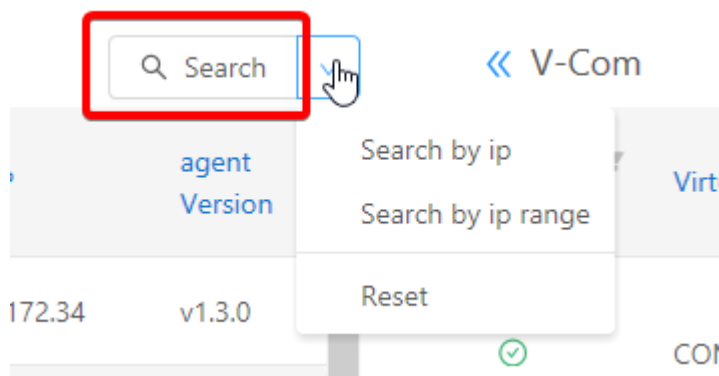 Search
V-Com
agent
Version
Search by ip
Search by ip range
Reset
Virt
172.34
v1.3.0
CON